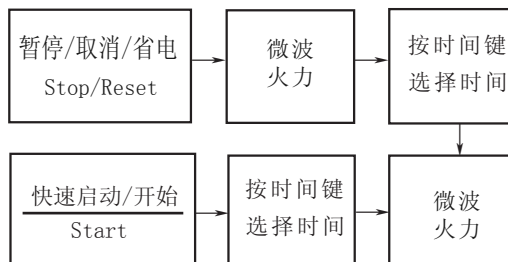 暂停/取消/省电
Stop/Reset
微波
火力
按时间键
选择时间
快速启动/开始
Start
按时间键
选择时间
微波
火力